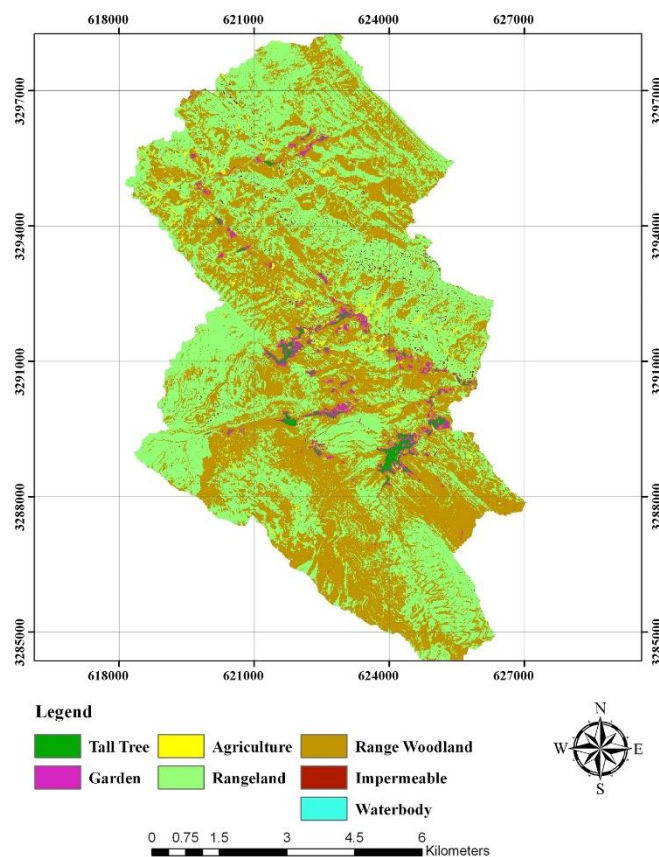 618000 621000 624000 627000
3297000 3297000
3294000 3294000
3291000 3291000
3288000 3288000
3285000 3285000
618000 621000 624000 627000
Legend
Tall Tree Agriculture Range Woodland
Garden Rangeland Impermeable
Waterbody
N
W E
S
0 0.75 1.5 3 4.5 6
Kilometers